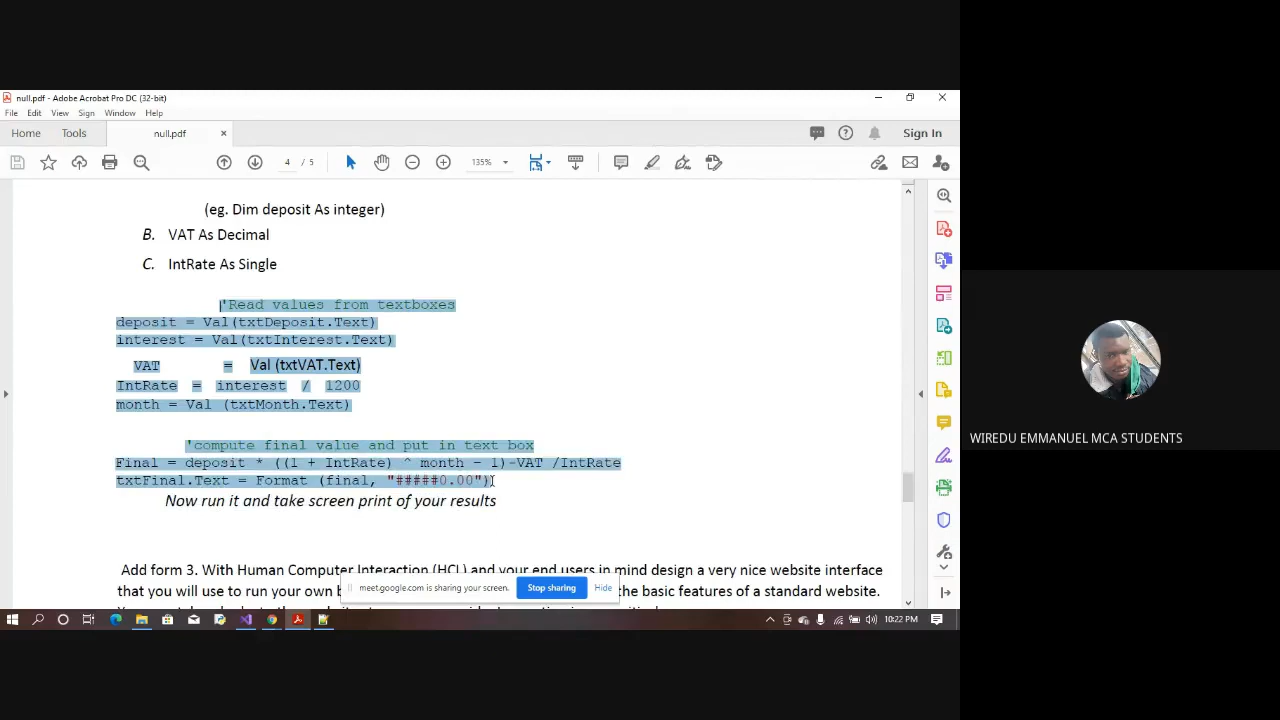 null.pdf - Adobe Acrobat Pro DC (32-bit)
File Edit View Sign Window Help
Home Tools null.pdf × Sign In
4 / 5 135%
(eg. Dim deposit As integer)
B. VAT As Decimal
C. IntRate As Single
'Read values from textboxes
deposit = Val(txtDeposit.Text)
interest = Val(txtInterest.Text)
VAT = Val (txtVAT.Text)
IntRate = interest / 1200
month = Val (txtMonth.Text)
'compute final value and put in text box
Final = deposit * ((1 + IntRate) ^ month - 1)-VAT /IntRate
txtFinal.Text = Format (final, "#####0.00")
Now run it and take screen print of your results
Add form 3. With Human Computer Interaction (HCL) and your end users in mind design a very nice website interface
that you will use to run your own b the basic features of a standard website.
meet.google.com is sharing your screen. Stop sharing Hide
10:22 PM
WIREDU EMMANUEL MCA STUDENTS